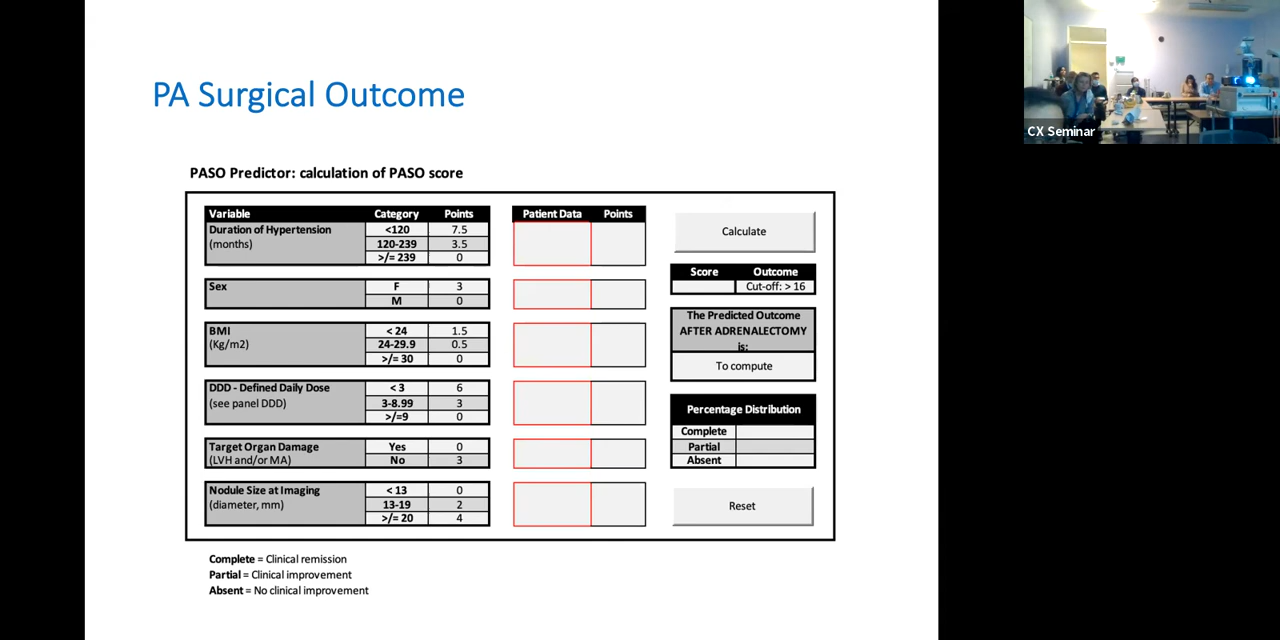 PA Surgical Outcome
CX Seminar
PASO Predictor: calculation of PASO score
Variable Category Points
Duration of Hypertension <120 7.5
(months) 120-239 3.5
>/= 239 0
Sex F 3
M 0
BMI < 24 1.5
(Kg/m2) 24-29.9 0.5
>/= 30 0
DDD - Defined Daily Dose < 3 6
(see panel DDD) 3-8.99 3
>/=9 0
Target Organ Damage Yes 0
(LVH and/or MA) No 3
Nodule Size at Imaging < 13 0
(diameter, mm) 13-19 2
>/= 20 4
Patient Data Points
Calculate
Score Outcome
Cut-off: > 16
The Predicted Outcome
AFTER ADRENALECTOMY
is:
To compute
Percentage Distribution
Complete
Partial
Absent
Reset
Complete = Clinical remission
Partial = Clinical improvement
Absent = No clinical improvement